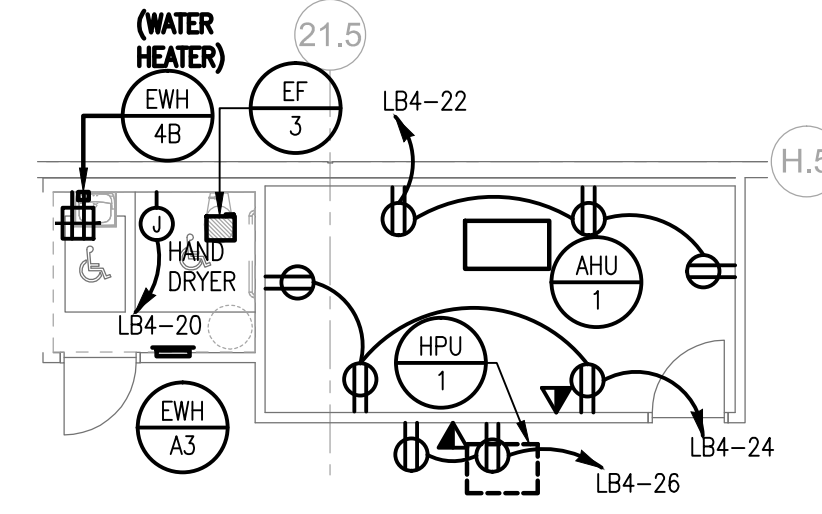 (WATER
HEATER)
21.5
EWH
4B
EF
3
LB4-22
H.5
J
HAND
DRYER
AHU
1
LB4-20
HPU
1
EWH
A3
LB4-24
LB4-26